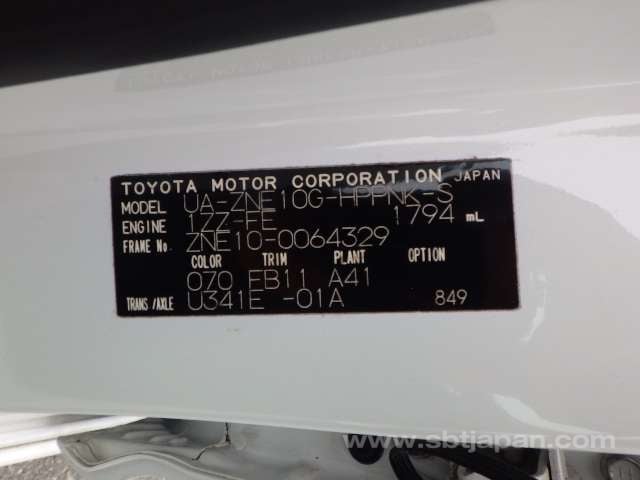 TOYOTA MOTOR CORPORATION JAPAN
MODEL UA-ZNE10G-HPPNK-S
ENGINE 1ZZ-FE 1794 mL
FRAME No. ZNE10-0064329
COLOR TRIM PLANT OPTION
070 EB11 A41
TRANS/AXLE U341E -01A 849
www.sbtjapan.com